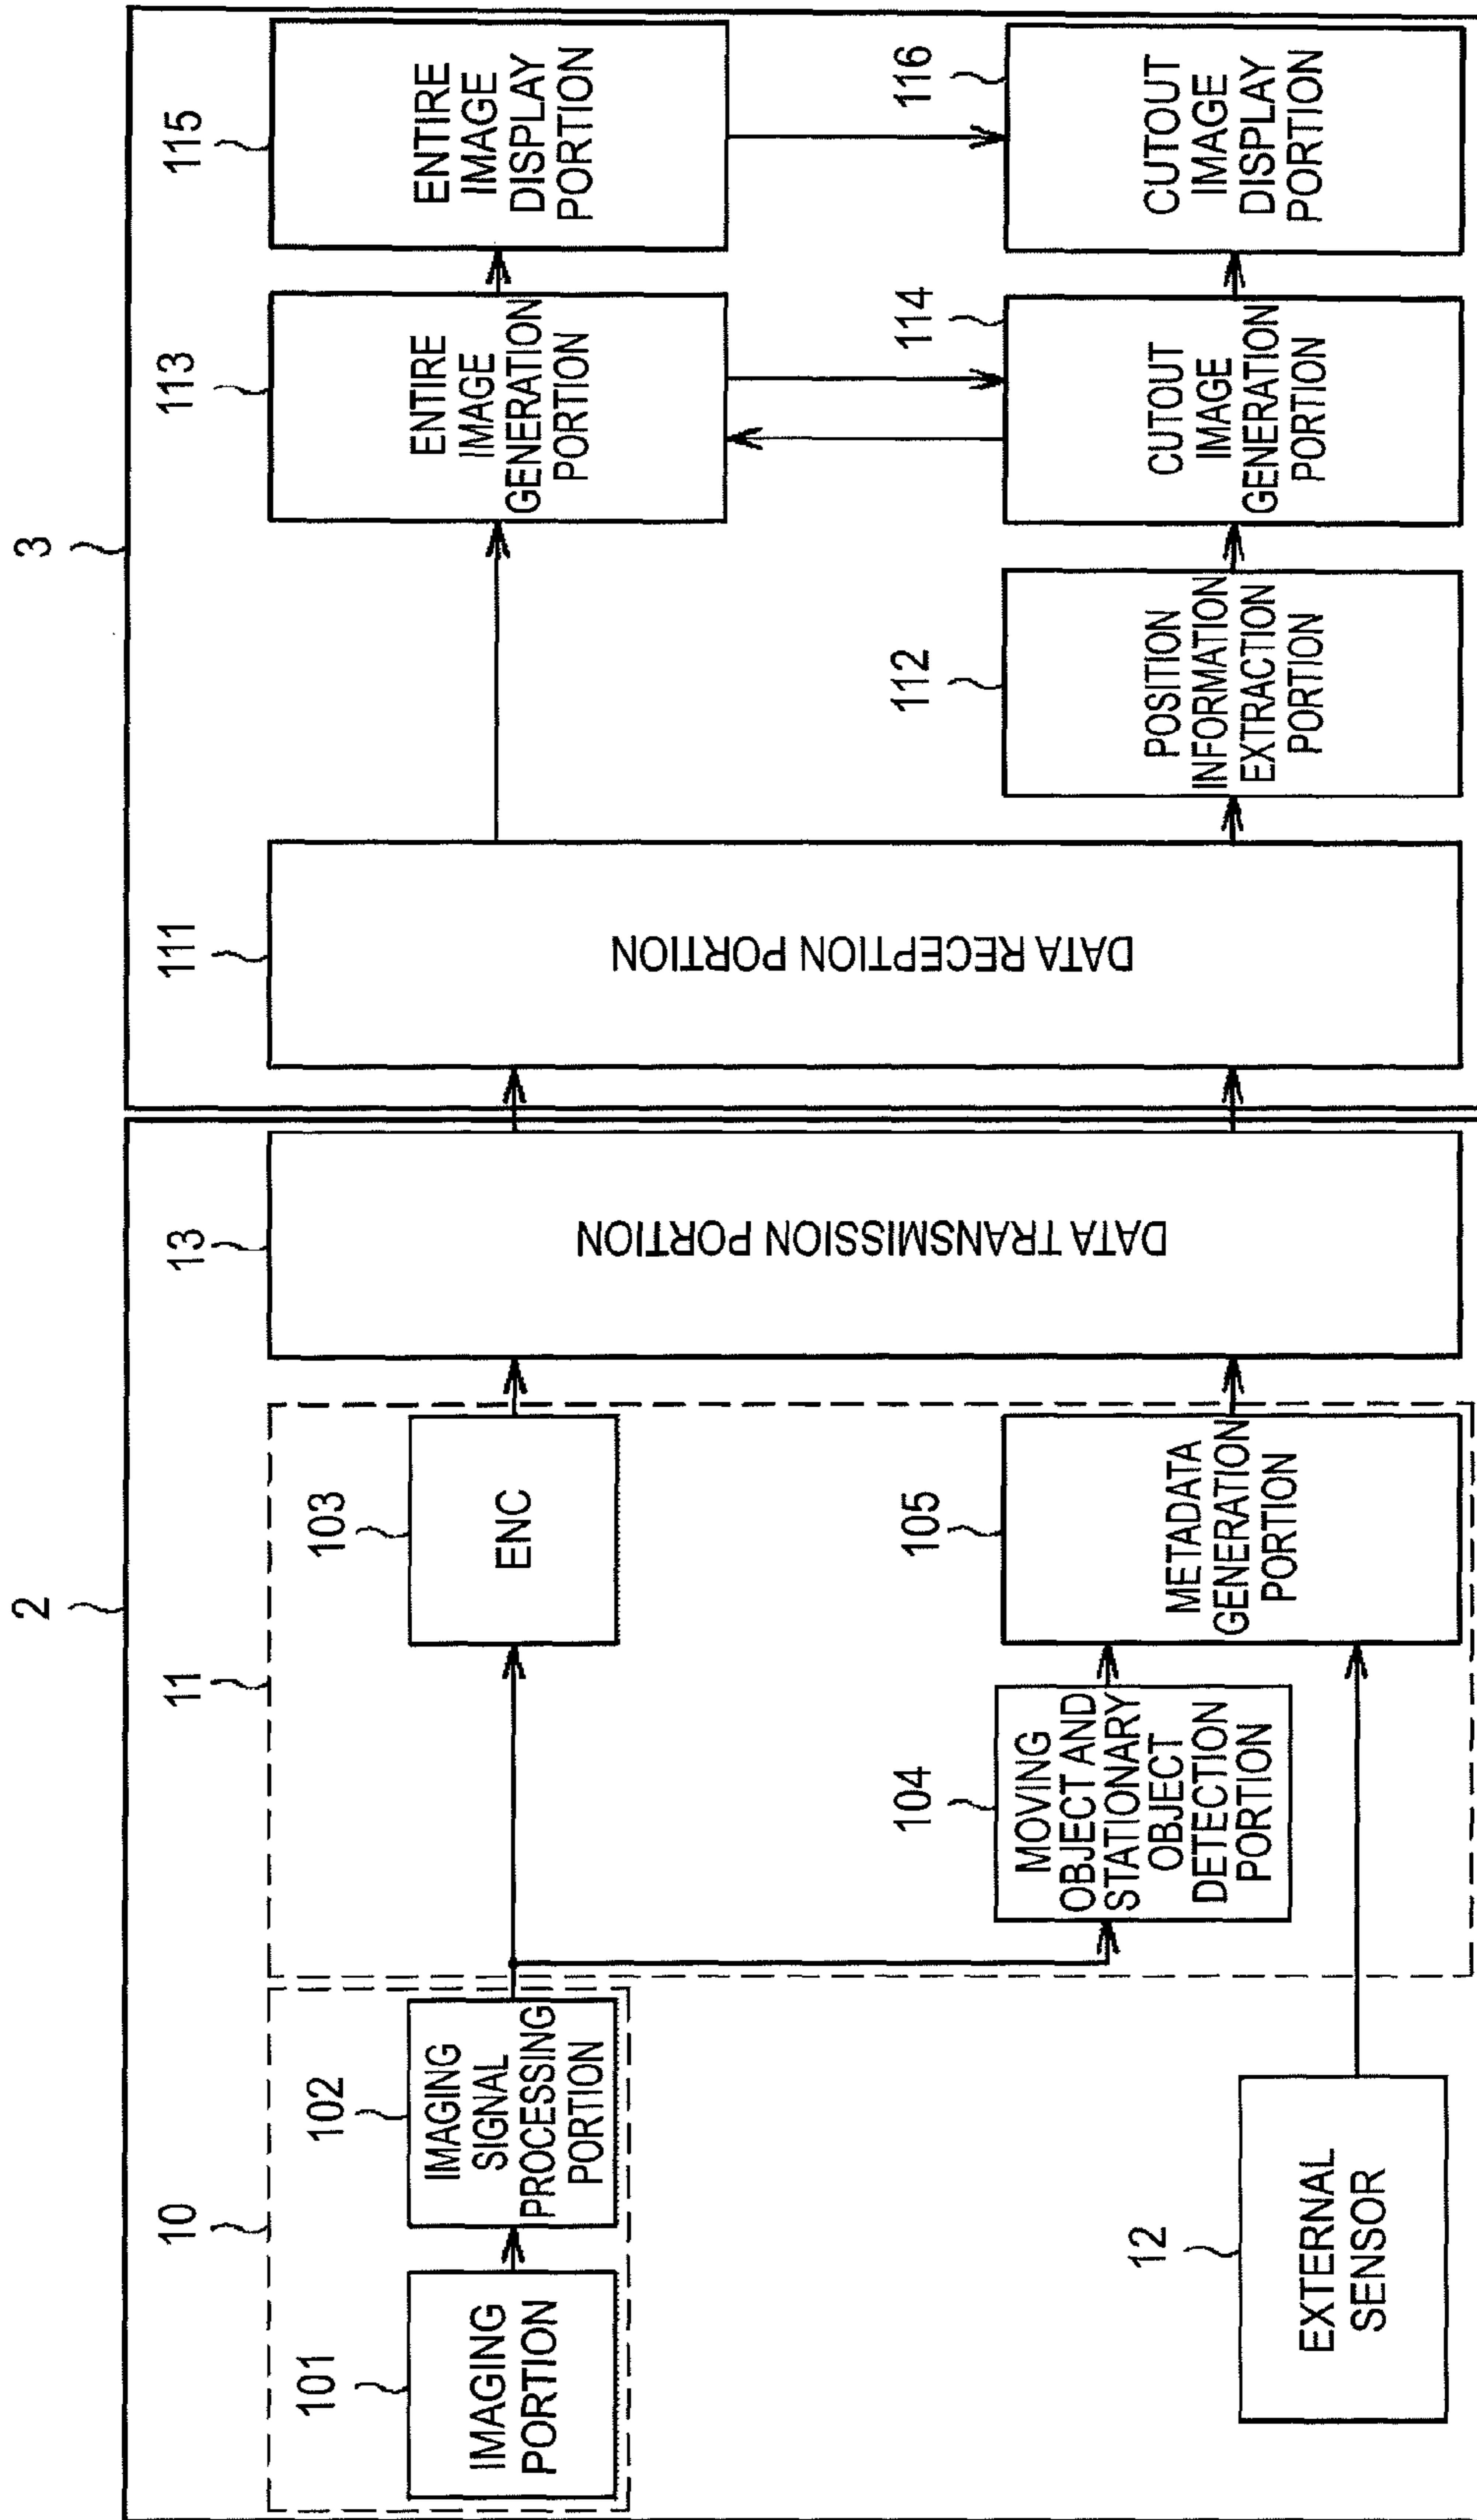 2
3
10
11
101
IMAGING
PORTION
102
IMAGING
SIGNAL
PROCESSING
PORTION
103
ENC
104
MOVING
OBJECT AND
STATIONARY
OBJECT
DETECTION
PORTION
105
METADATA
GENERATION
PORTION
12
EXTERNAL
SENSOR
13
DATA TRANSMISSION PORTION
111
DATA RECEPTION PORTION
112
POSITION
INFORMATION
EXTRACTION
PORTION
113
ENTIRE
IMAGE
GENERATION
PORTION
114
CUTOUT
IMAGE
GENERATION
PORTION
115
ENTIRE
IMAGE
DISPLAY
PORTION
116
CUTOUT
IMAGE
DISPLAY
PORTION